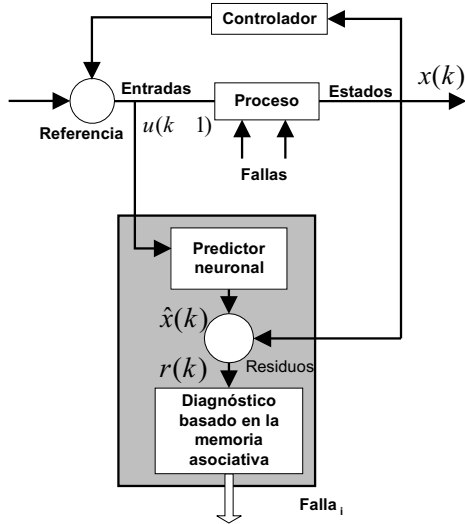 Controlador
Entradas
Proceso
Estados
x(k)
Referencia
u(k 1)
Fallas
Predictor
neuronal
x̂(k)
r(k)
Residuos
Diagnóstico
basado en la
memoria
asociativa
Falla i